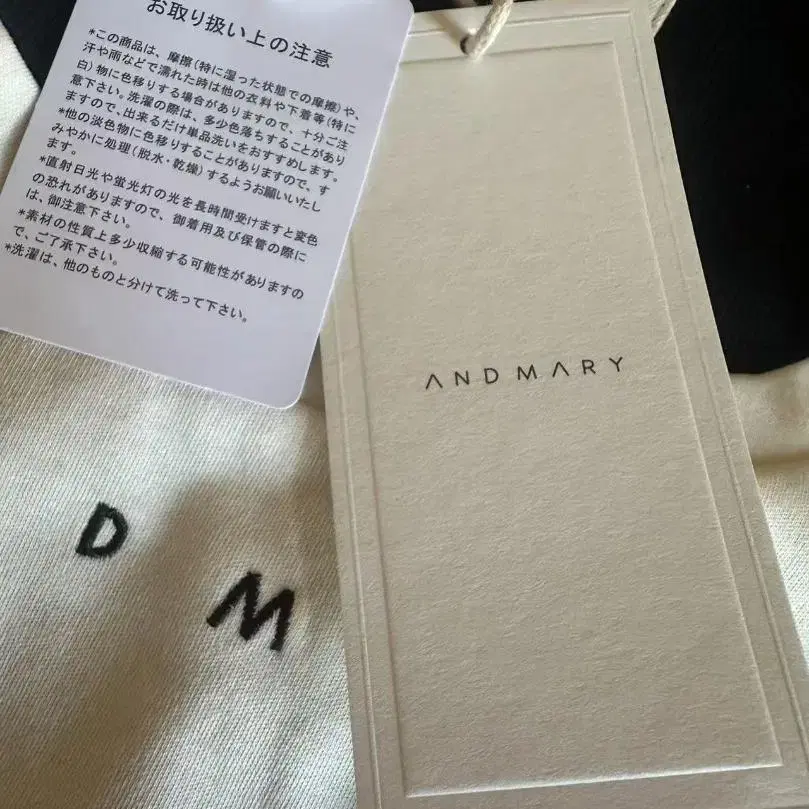 お取り扱い上の注意
*この商品は、摩擦(特に湿った状態での摩擦)や、
汗や雨などで濡れた時は他の衣料や下着等(特に
白)物に色移りする場合がありますので、十分ご注
意下さい。洗濯の際は、多少色落ちすることがあり
ますので、出来るだけ単品洗いをおすすめします。
*他の淡色物に色移りすることがありますので、す
みやかに処理(脱水・乾燥)するようお願いいたし
ます。
*直射日光や蛍光灯の光を長時間受けますと変色
の恐れがありますので、御着用及び保管の際に
は、御注意下さい。
*素材の性質上多少収縮する可能性がありますの
で、ご了承下さい。
*洗濯は、他のものと分けて洗って下さい。
AND MARY
D
M